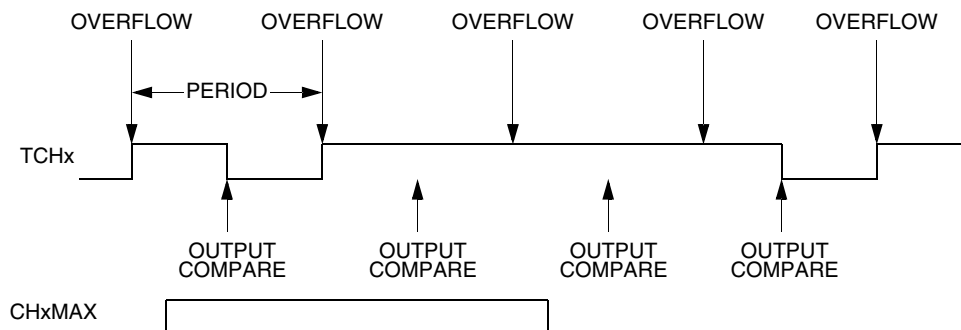 OVERFLOW OVERFLOW OVERFLOW OVERFLOW OVERFLOW
PERIOD
TCHx
OUTPUT COMPARE
OUTPUT COMPARE
OUTPUT COMPARE
OUTPUT COMPARE
CHxMAX